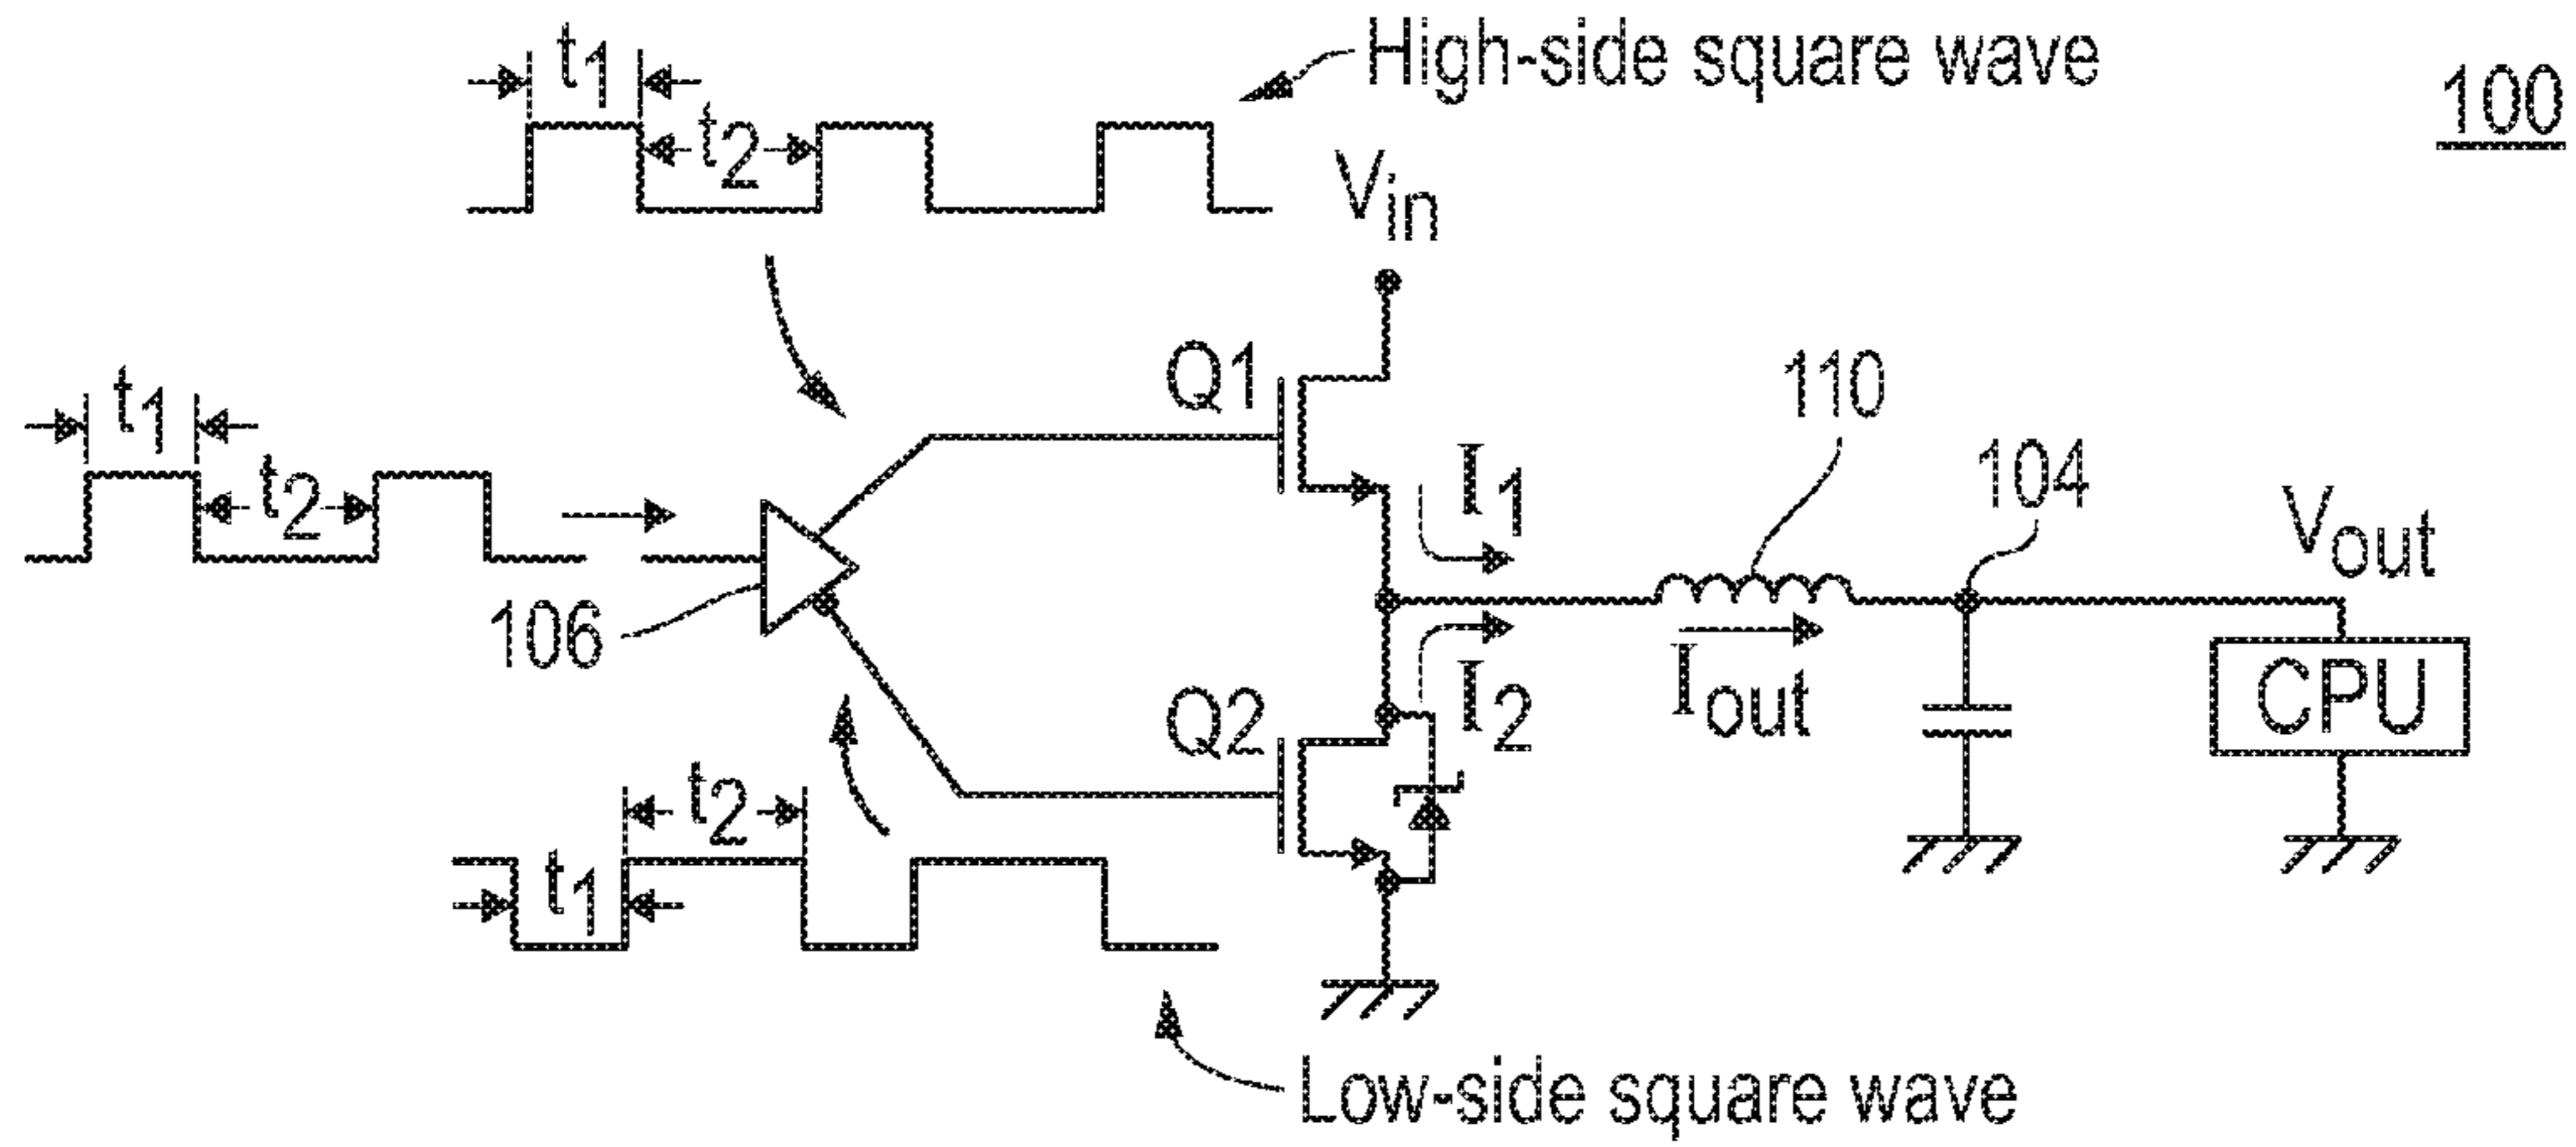 High-side square wave
100
t1
t2
Vin
t1
t2
Q1
110
I1
104
Vout
106
Iout
CPU
Q2
I2
t2
t1
Low-side square wave